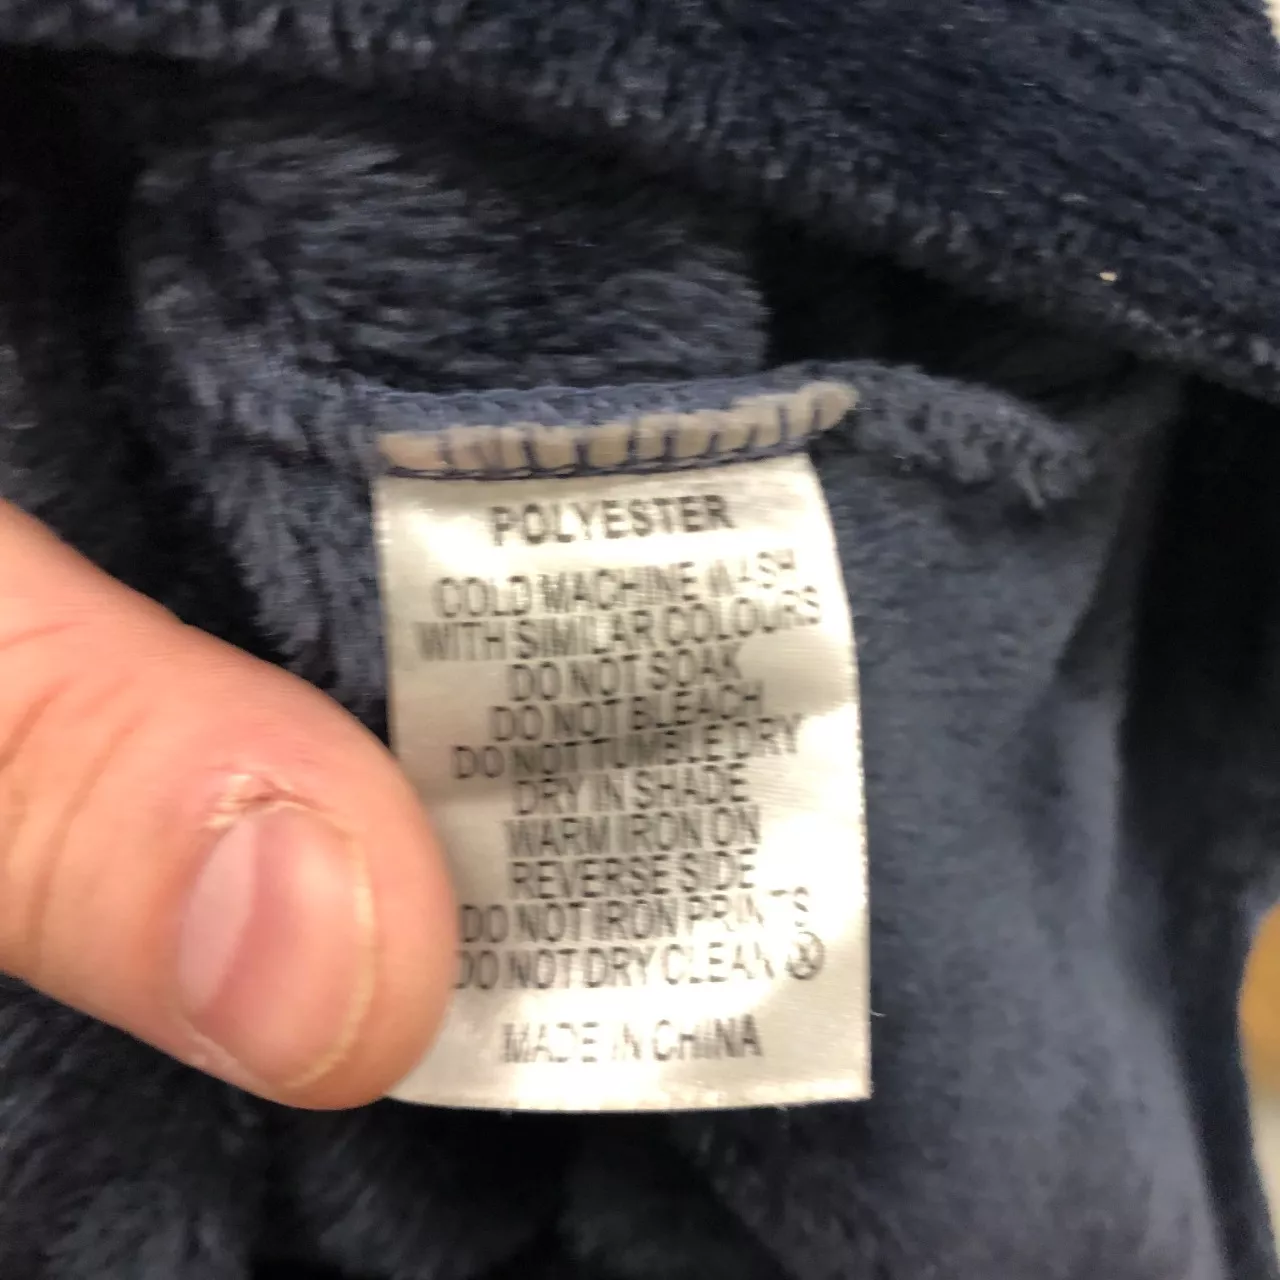 POLYESTER
COLD MACHINE WASH
WITH SIMILAR COLOURS
DO NOT SOAK
DO NOT BLEACH
DO NOT TUMBLE DRY
DRY IN SHADE
WARM IRON ON
REVERSE SIDE
DO NOT IRON PRINTS
DO NOT DRY CLEAN
MADE IN CHINA